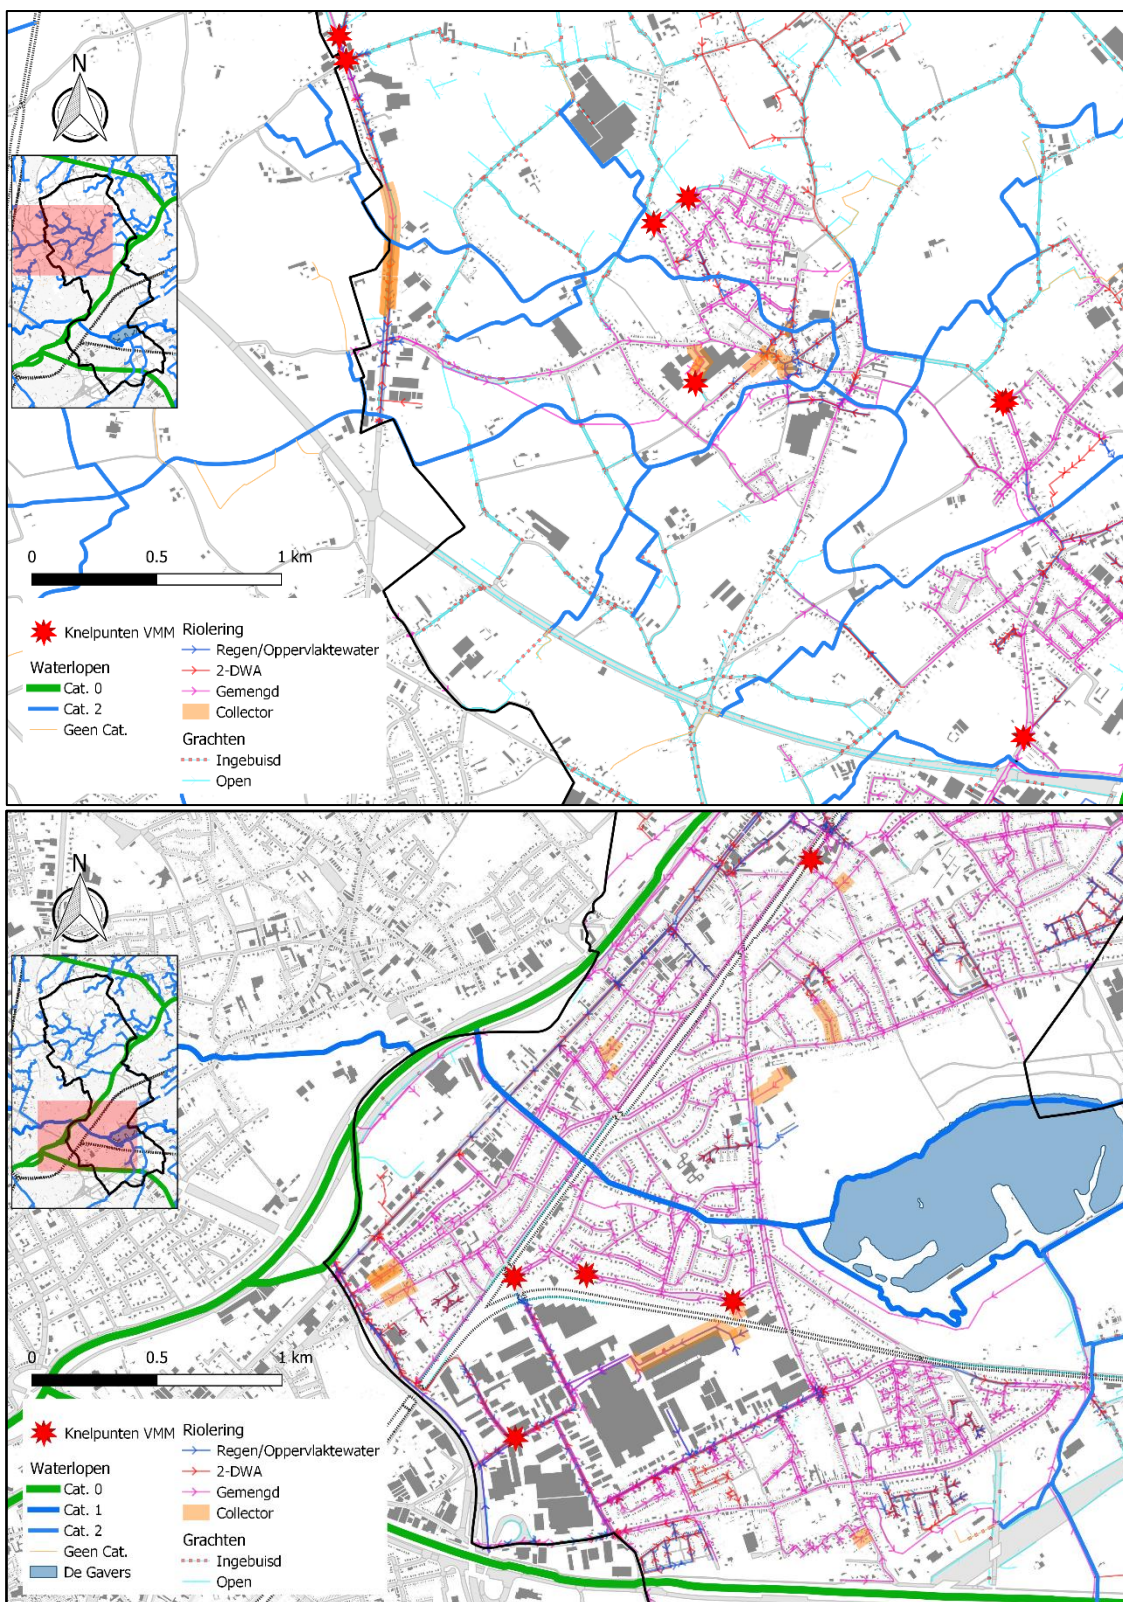 N
0 0.5 1 km
Knelpunten VMM
Waterlopen
Cat. 0
Cat. 2
Geen Cat.
Riolering
Regen/Oppervlaktewater
2-DWA
Gemengd
Collector
Grachten
Ingebuisd
Open
N
0 0.5 1 km
Knelpunten VMM
Waterlopen
Cat. 0
Cat. 1
Cat. 2
Geen Cat.
De Gavers
Riolering
Regen/Oppervlaktewater
2-DWA
Gemengd
Collector
Grachten
Ingebuisd
Open